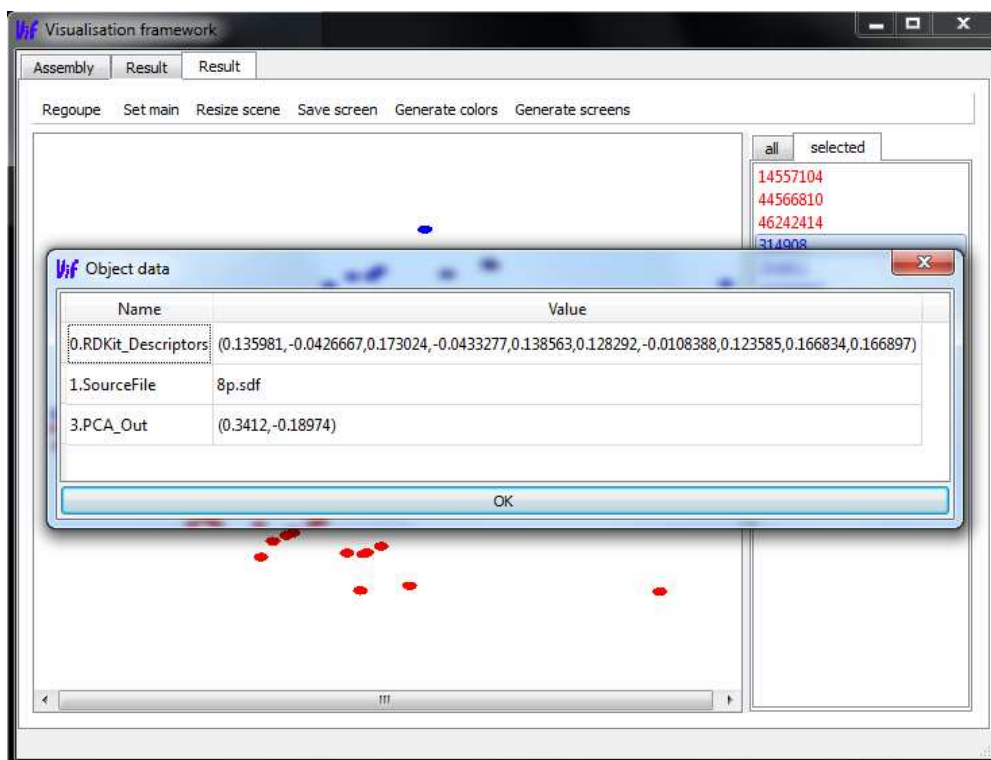 ViF Visualisation framework
Assembly Result Result
Regoupe Set main Resize scene Save screen Generate colors Generate screens
all selected
14557104
44566810
46242414
314908
ViF Object data
Name Value
0.RDKit_Descriptors (0.135981,-0.0426667,0.173024,-0.0433277,0.138563,0.128292,-0.0108388,0.123585,0.166834,0.166897)
1.SourceFile 8p.sdf
3.PCA_Out (0.3412,-0.18974)
OK